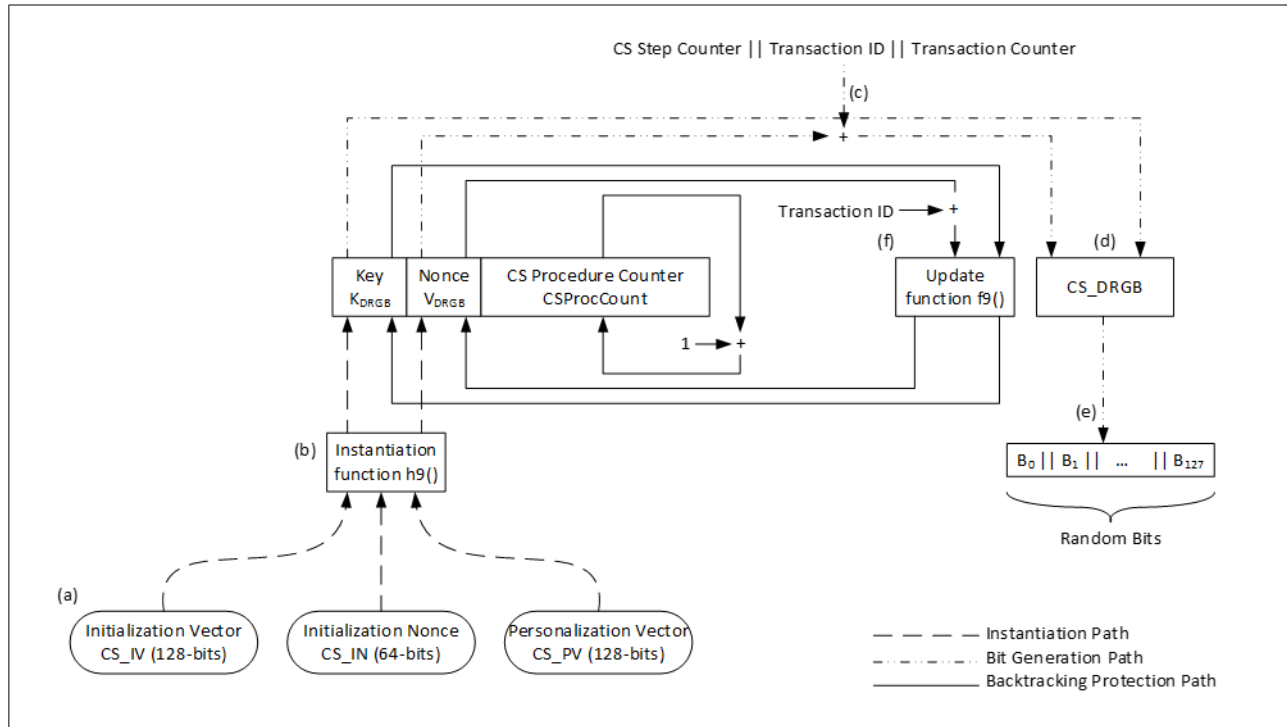 CS Step Counter || Transaction ID || Transaction Counter
(c)
+
Transaction ID
+
(f)
(d)
Key
K_DRGB
Nonce
V_DRGB
CS Procedure Counter
CSProcCount
Update
function f9()
CS_DRGB
1
+
(e)
(b)
Instantiation
function h9()
B₀ || B₁ || ... || B₁₂₇
Random Bits
(a)
Initialization Vector
CS_IV (128-bits)
Initialization Nonce
CS_IN (64-bits)
Personalization Vector
CS_PV (128-bits)
Instantiation Path
Bit Generation Path
Backtracking Protection Path